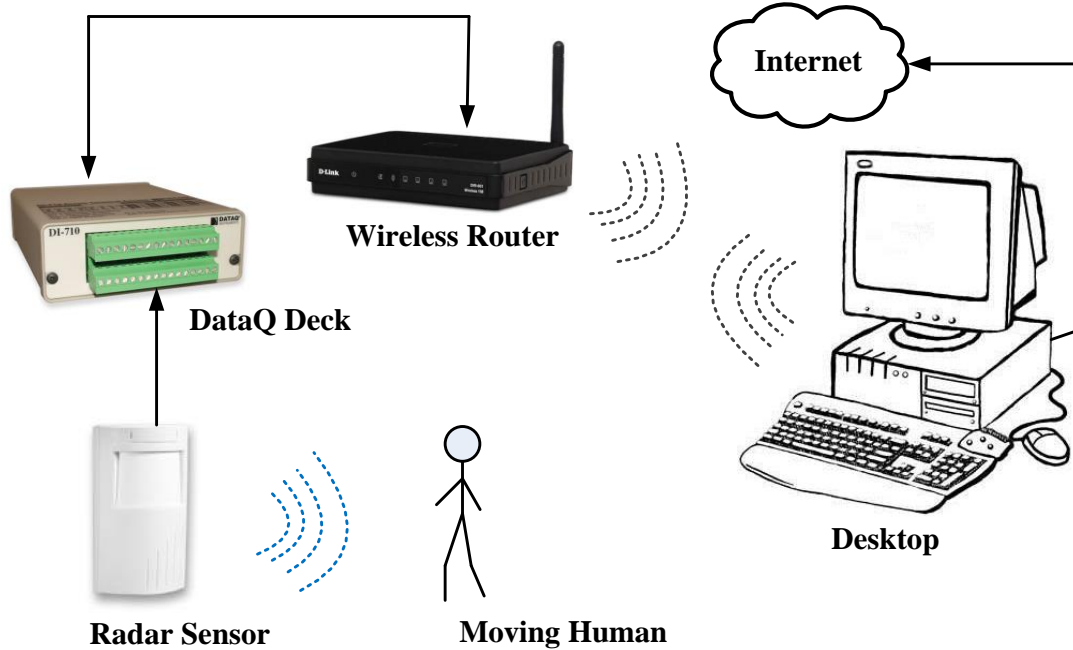 Internet
D-Link
Wireless Router
DI-710
DATAQ
DataQ Deck
Desktop
Radar Sensor
Moving Human